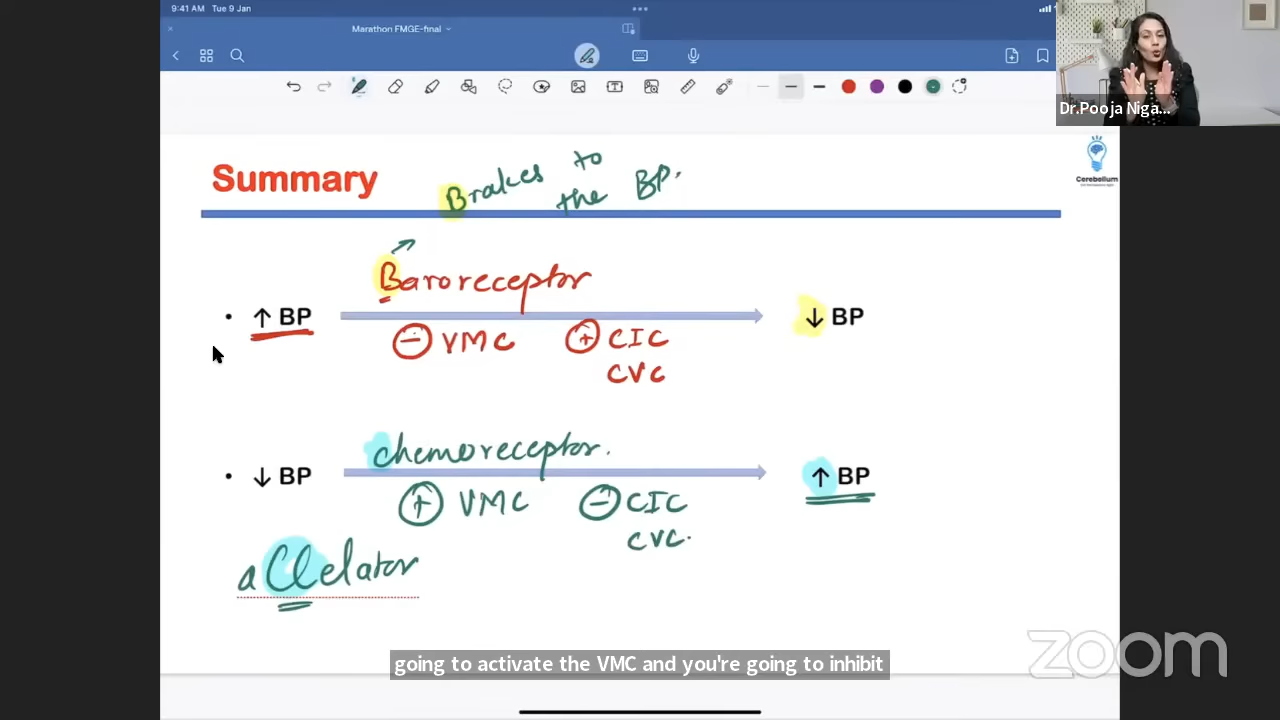 9:41 AM Tue 9 Jan
Marathon FMGE-final
Dr.Pooja Niga...
Cerebellum
Summary
Brakes to
the BP.
Baroreceptor
• ↑ BP
↓ BP
⊖ VMC ⊕ CIC
CVC
chemoreceptor.
• ↓ BP
↑ BP
⊕ VMC ⊖ CIC
CVC.
aCClelator
going to activate the VMC and you're going to inhibit
zoom